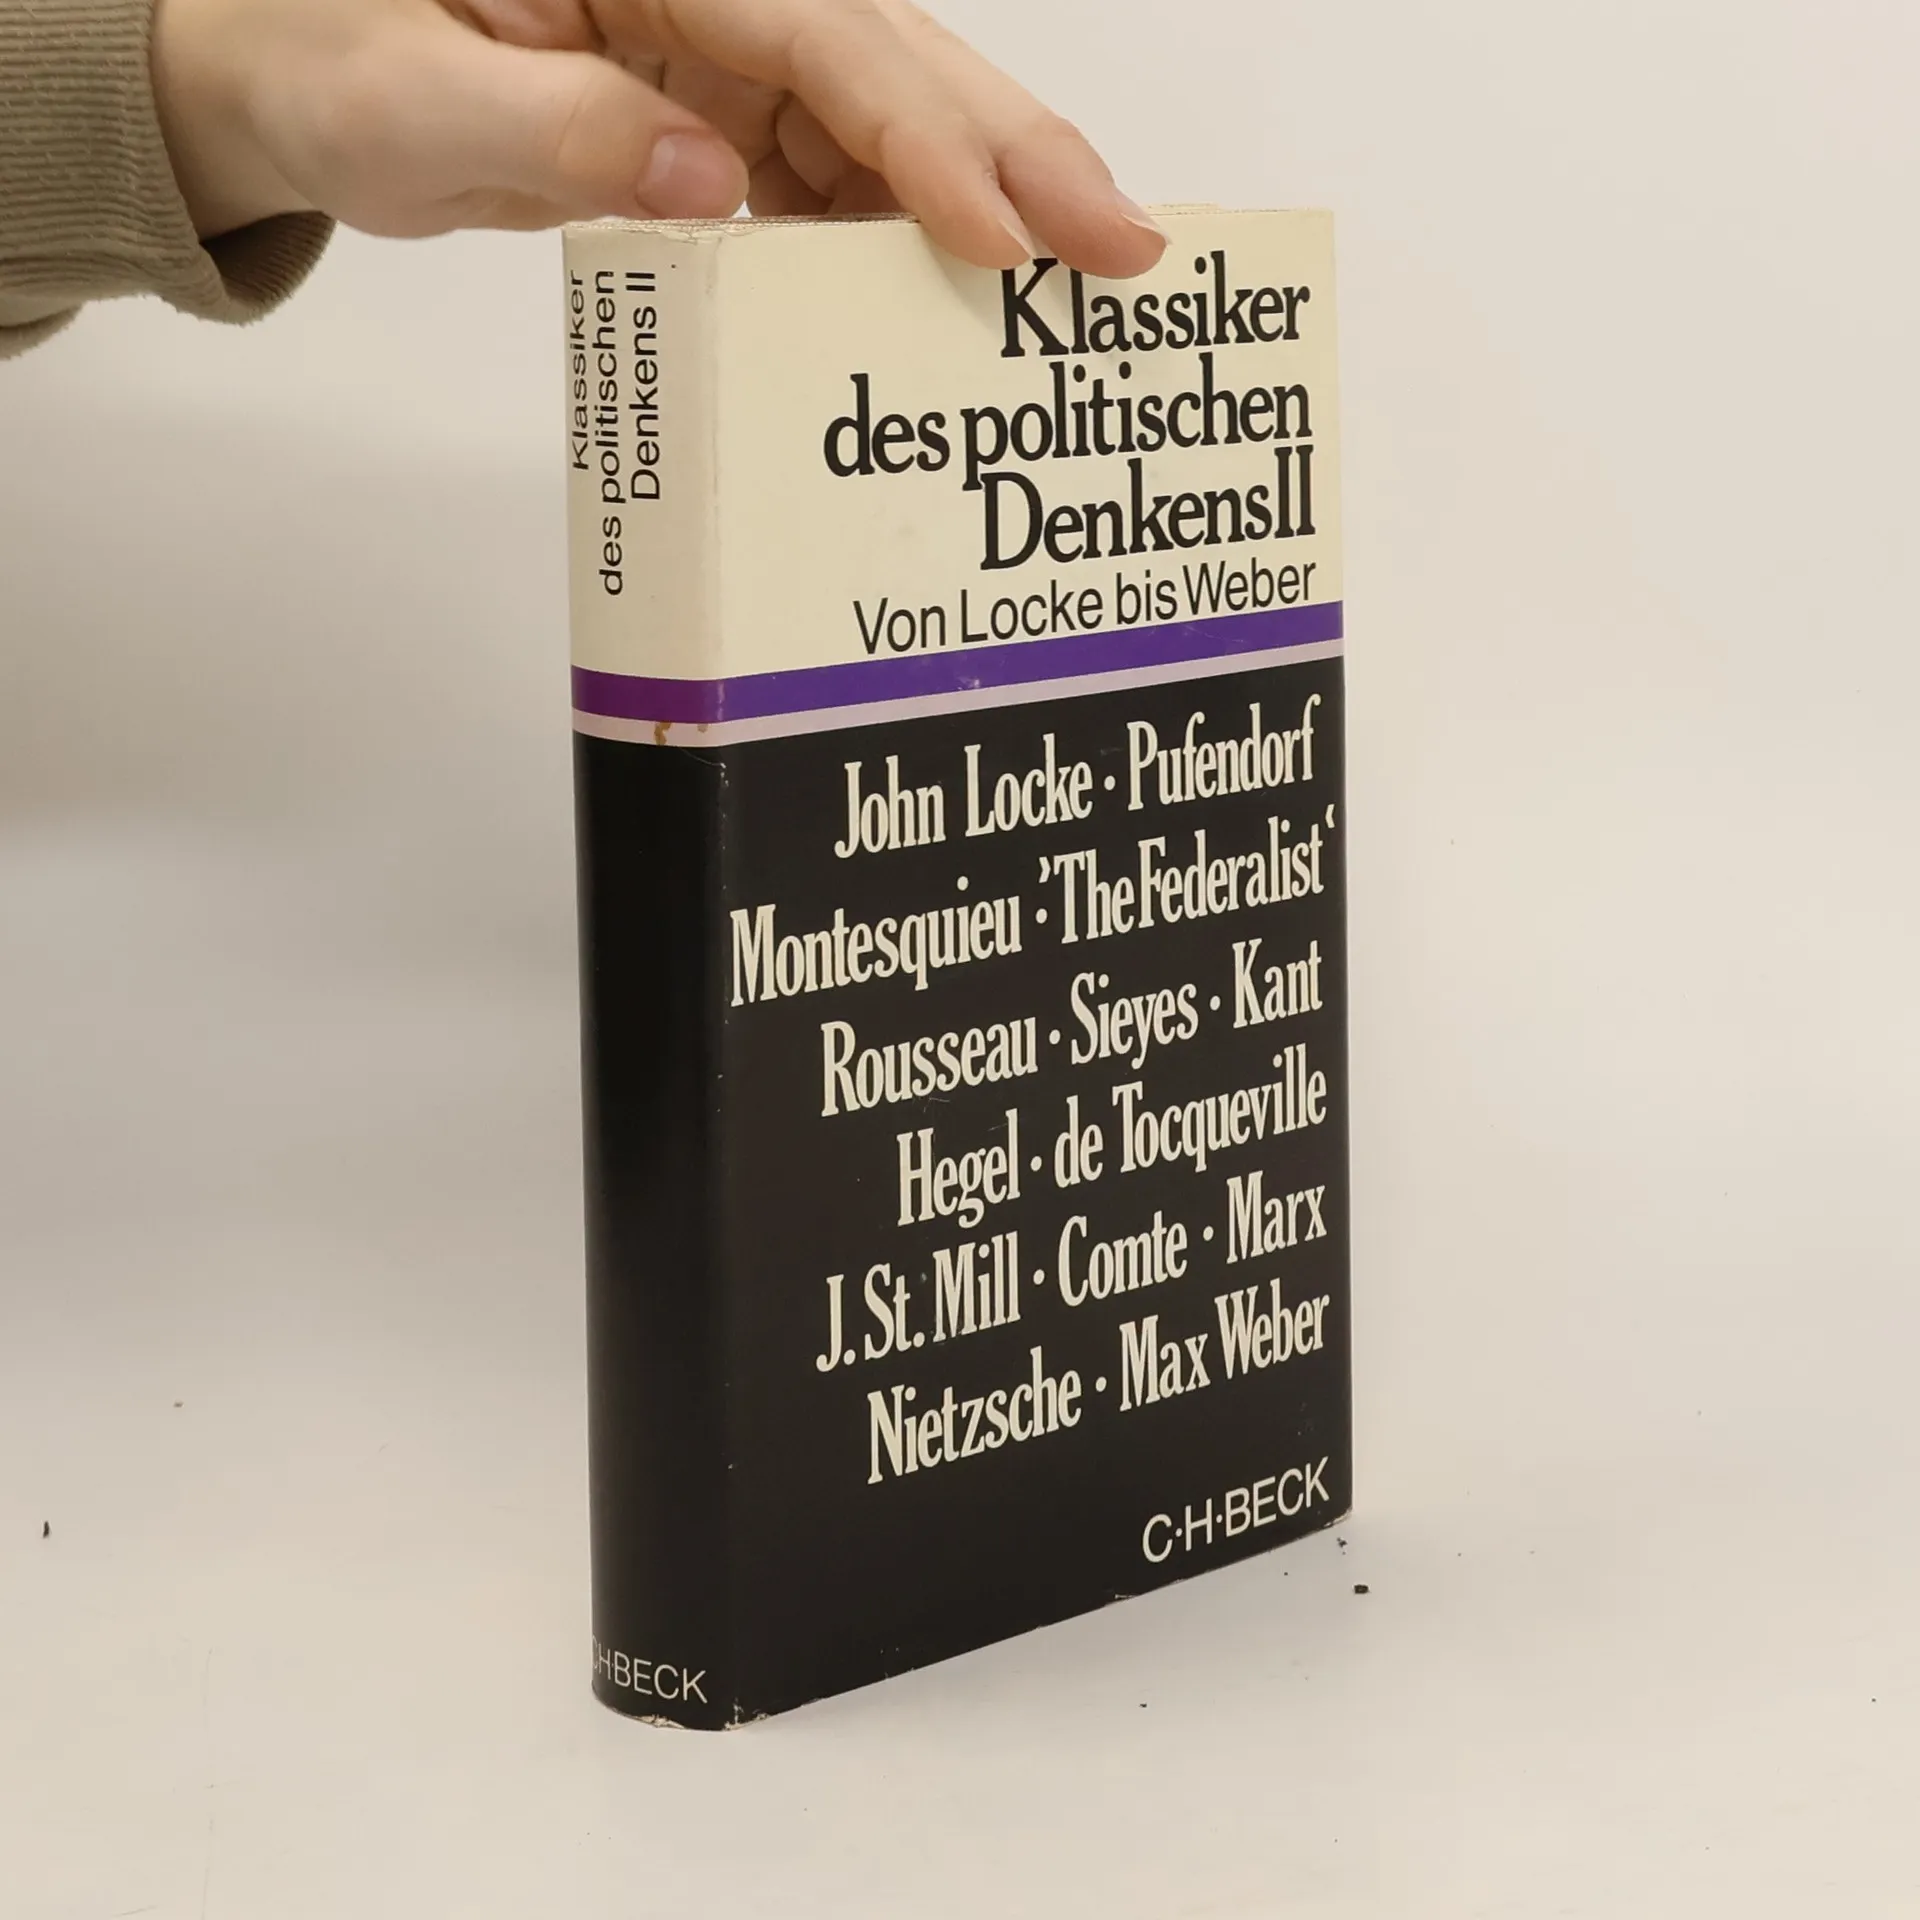 Klassiker
des politischen
Denkens II
Klassiker
des politischen
Denkens II
Von Locke bis Weber
John Locke · Pufendorf
Montesquieu · ›The Federalist‹
Rousseau · Sieyes · Kant
Hegel · de Tocqueville
J. St. Mill · Comte · Marx
Nietzsche · Max Weber
C·H·BECK
CH·BECK